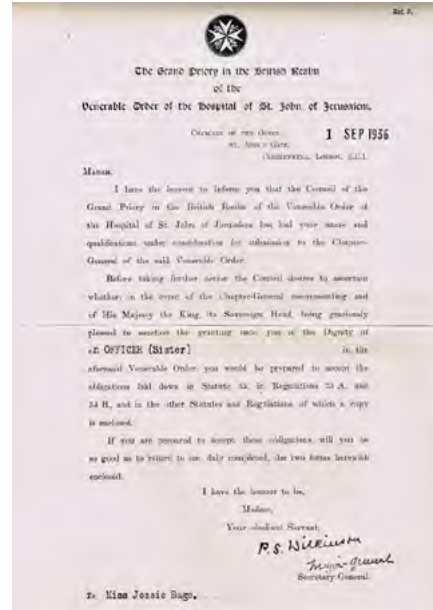 The Grand Priory in the British Realm
of the
Venerable Order of the Hospital of St. John of Jerusalem.
Chancery of the Order,
St. John's Gate,
Clerkenwell, London, E.C.1.
1 SEP 1936
Madam,
I have the honour to inform you that the Council of the
Grand Priory in the British Realm of the Venerable Order of
the Hospital of St. John of Jerusalem has had your name and
qualifications under consideration for submission to the Chapter-
General of the said Venerable Order.
Before taking further action the Council desires to ascertain
whether, in the event of the Chapter-General recommending and
of His Majesty the King, its Sovereign Head, being graciously
pleased to sanction the granting unto you of the Dignity of
an OFFICER (Sister) in the
aforesaid Venerable Order, you would be prepared to accept the
obligations laid down in Statute in Regulations A. and
B., and in the other Statutes and Regulations of which a copy
is enclosed.
If you are prepared to accept these obligations, will you be
so good as to return to me, duly completed, the two forms herewith
enclosed.
I have the honour to be,
Madam,
Your obedient Servant,
P. S. Wilkinson
Major-General
Secretary General.
To Miss Jessie Bago.